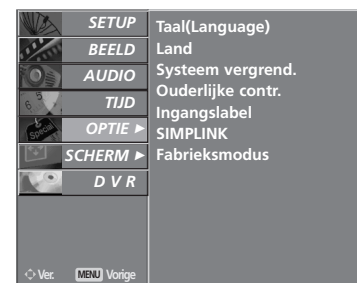 SETUP
BEELD
AUDIO
TIJD
OPTIE ►
SCHERM ►
D V R
Ver. MENU Vorige
Taal(Language)
Land
Systeem vergrend.
Ouderlijke contr.
Ingangslabel
SIMPLINK
Fabrieksmodus